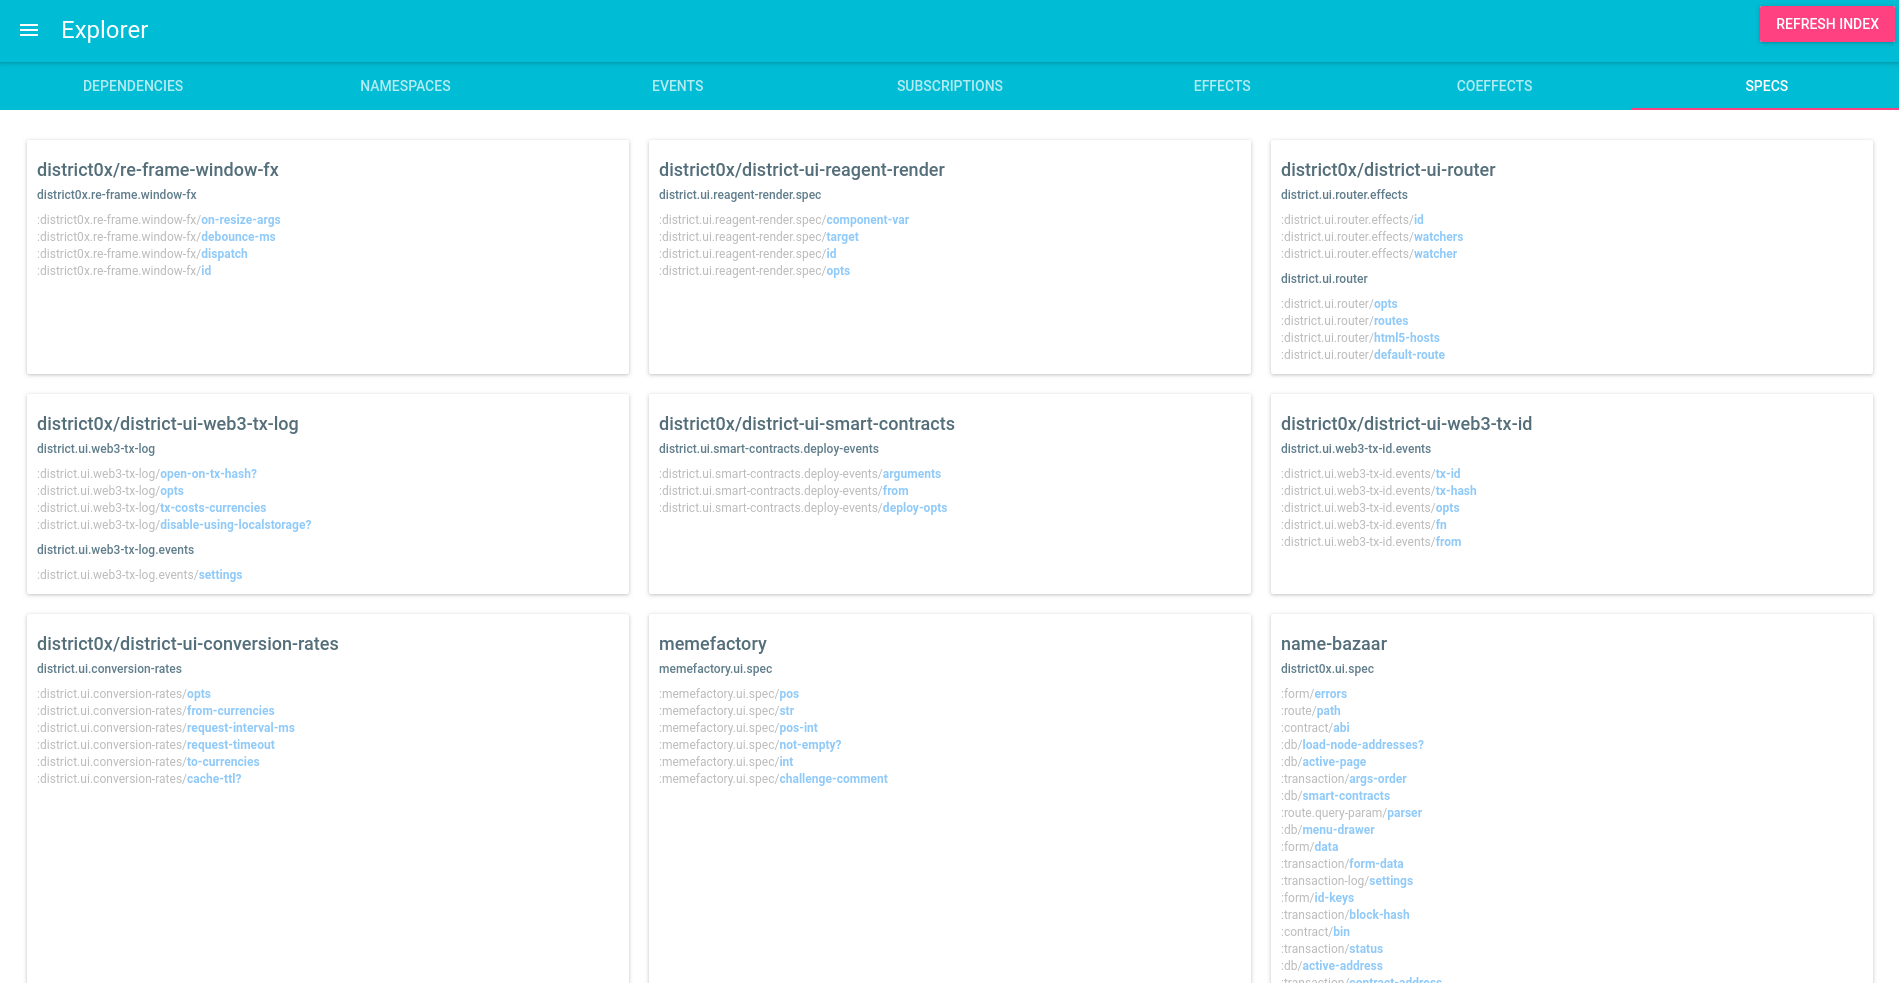 Explorer
REFRESH INDEX
DEPENDENCIES
NAMESPACES
EVENTS
SUBSCRIPTIONS
EFFECTS
COEFFECTS
SPECS
district0x/re-frame-window-fx
district0x.re-frame.window-fx
:district0x.re-frame.window-fx/on-resize-args
:district0x.re-frame.window-fx/debounce-ms
:district0x.re-frame.window-fx/dispatch
:district0x.re-frame.window-fx/id
district0x/district-ui-reagent-render
district.ui.reagent-render.spec
:district.ui.reagent-render.spec/component-var
:district.ui.reagent-render.spec/target
:district.ui.reagent-render.spec/id
:district.ui.reagent-render.spec/opts
district0x/district-ui-router
district.ui.router.effects
:district.ui.router.effects/id
:district.ui.router.effects/watchers
:district.ui.router.effects/watcher
district.ui.router
:district.ui.router/opts
:district.ui.router/routes
:district.ui.router/html5-hosts
:district.ui.router/default-route
district0x/district-ui-web3-tx-log
district.ui.web3-tx-log
:district.ui.web3-tx-log/open-on-tx-hash?
:district.ui.web3-tx-log/opts
:district.ui.web3-tx-log/tx-costs-currencies
:district.ui.web3-tx-log/disable-using-localstorage?
district.ui.web3-tx-log.events
:district.ui.web3-tx-log.events/settings
district0x/district-ui-smart-contracts
district.ui.smart-contracts.deploy-events
:district.ui.smart-contracts.deploy-events/arguments
:district.ui.smart-contracts.deploy-events/from
:district.ui.smart-contracts.deploy-events/deploy-opts
district0x/district-ui-web3-tx-id
district.ui.web3-tx-id.events
:district.ui.web3-tx-id.events/tx-id
:district.ui.web3-tx-id.events/tx-hash
:district.ui.web3-tx-id.events/opts
:district.ui.web3-tx-id.events/fn
:district.ui.web3-tx-id.events/from
district0x/district-ui-conversion-rates
district.ui.conversion-rates
:district.ui.conversion-rates/opts
:district.ui.conversion-rates/from-currencies
:district.ui.conversion-rates/request-interval-ms
:district.ui.conversion-rates/request-timeout
:district.ui.conversion-rates/to-currencies
:district.ui.conversion-rates/cache-ttl?
memefactory
memefactory.ui.spec
:memefactory.ui.spec/pos
:memefactory.ui.spec/str
:memefactory.ui.spec/pos-int
:memefactory.ui.spec/not-empty?
:memefactory.ui.spec/int
:memefactory.ui.spec/challenge-comment
name-bazaar
district0x.ui.spec
:form/errors
:route/path
:contract/abi
:db/load-node-addresses?
:db/active-page
:transaction/args-order
:db/smart-contracts
:route.query-param/parser
:db/menu-drawer
:form/data
:transaction/form-data
:transaction-log/settings
:form/id-keys
:transaction/block-hash
:contract/bin
:transaction/status
:db/active-address
:transaction/contract-address